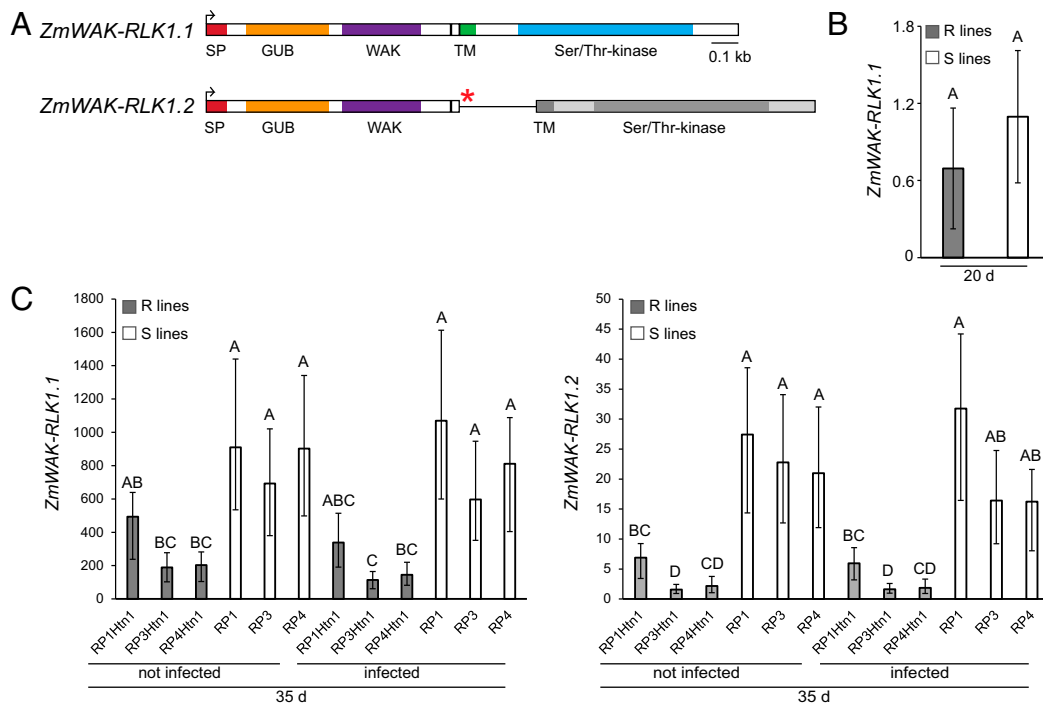 A
ZmWAK-RLK1.1
SP GUB WAK TM Ser/Thr-kinase
0.1 kb
ZmWAK-RLK1.2
*
SP GUB WAK TM Ser/Thr-kinase
B
ZmWAK-RLK1.1
1.8
1.2
0.6
0
R lines
S lines
A A
20 d
C
ZmWAK-RLK1.1
1800
1600
1400
1200
1000
800
600
400
200
0
R lines
S lines
AB BC BC A A A ABC C BC A A A
RP1Htn1 RP3Htn1 RP4Htn1 RP1 RP3 RP4 RP1Htn1 RP3Htn1 RP4Htn1 RP1 RP3 RP4
not infected infected
35 d
ZmWAK-RLK1.2
50
45
40
35
30
25
20
15
10
5
0
R lines
S lines
BC D CD A A A BC D CD A AB AB
RP1Htn1 RP3Htn1 RP4Htn1 RP1 RP3 RP4 RP1Htn1 RP3Htn1 RP4Htn1 RP1 RP3 RP4
not infected infected
35 d